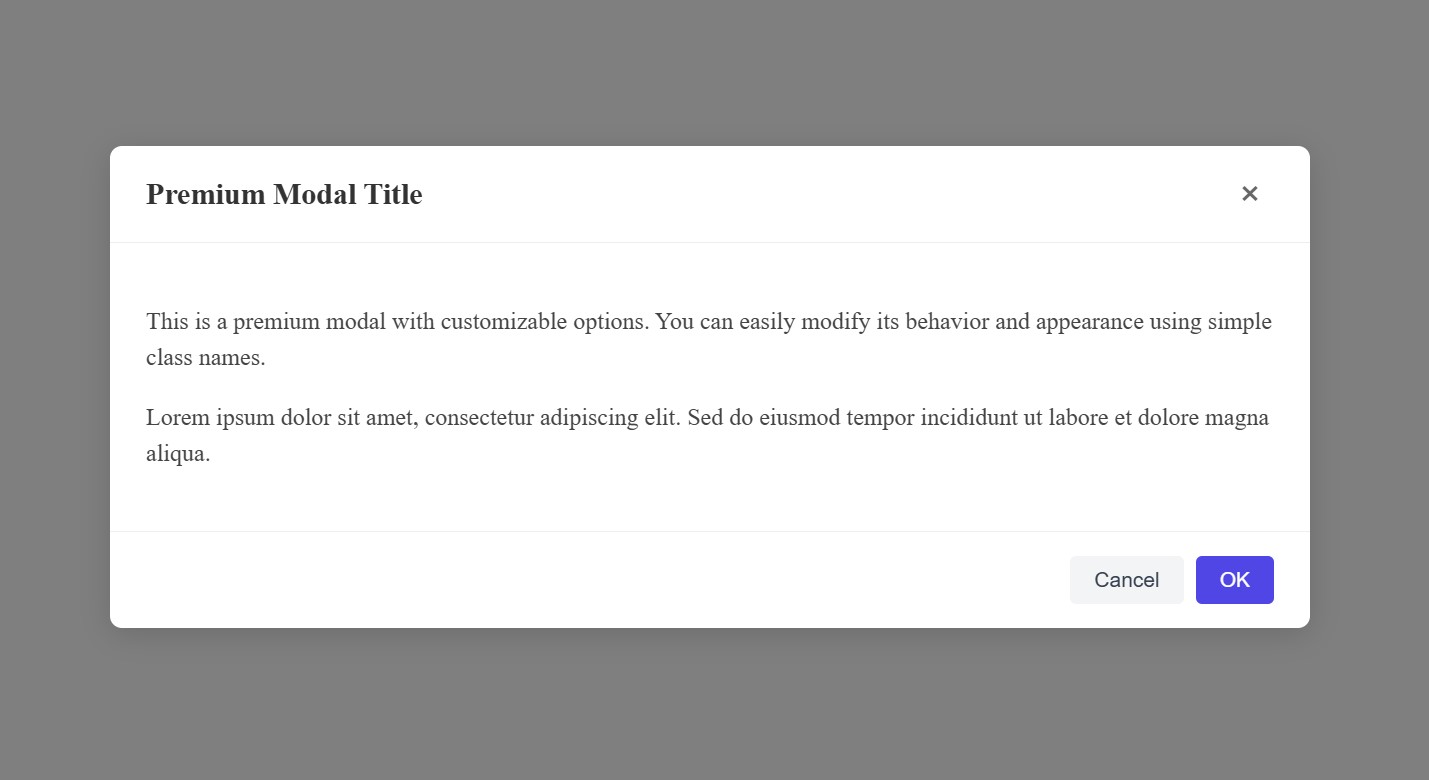 Premium Modal Title
×
This is a premium modal with customizable options. You can easily modify its behavior and appearance using simple
class names.
Lorem ipsum dolor sit amet, consectetur adipiscing elit. Sed do eiusmod tempor incididunt ut labore et dolore magna
aliqua.
Cancel OK